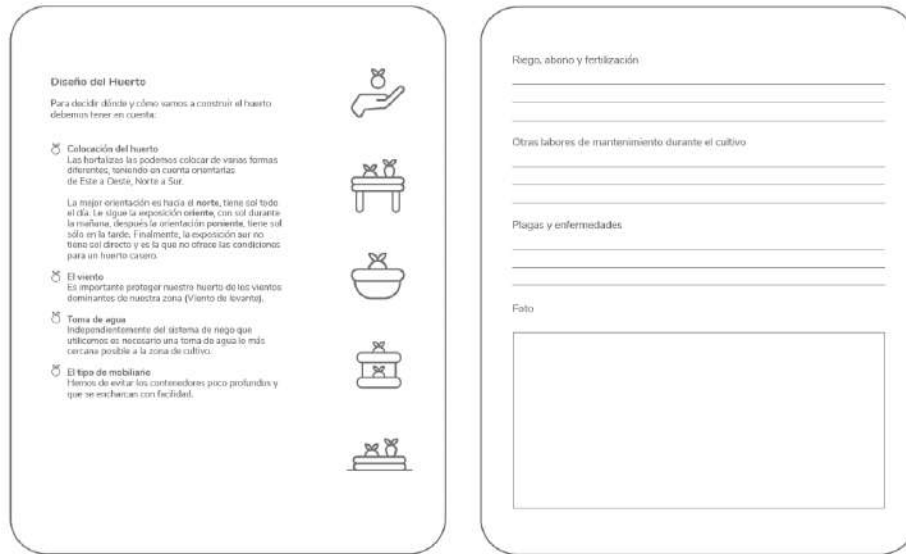 Diseño del Huerto
Para decidir dónde y cómo vamos a construir el huerto
debemos tener en cuenta:
Colocación del huerto
Las hortalizas las podemos colocar de varias formas
diferentes, teniendo en cuenta orientarlas
de Este a Oeste, Norte a Sur.
La mejor orientación es hacia el norte, tiene sol todo
el día. Le sigue la exposición oriente, con sol durante
la mañana, después la orientación poniente, tiene sol
sólo en la tarde. Finalmente, la exposición sur no
tiene sol directo y es la que no ofrece las condiciones
para un huerto casero.
El viento
Es importante proteger nuestro huerto de los vientos
dominantes de nuestra zona (Viento de levante).
Toma de agua
Independientemente del sistema de riego que
utilicemos es necesario una toma de agua lo más
cercana posible a la zona de cultivo.
El tipo de mobiliario
Hemos de evitar los contenedores poco profundos y
que se encharcan con facilidad.
Riego, abono y fertilización
Otras labores de mantenimiento durante el cultivo
Plagas y enfermedades
Foto